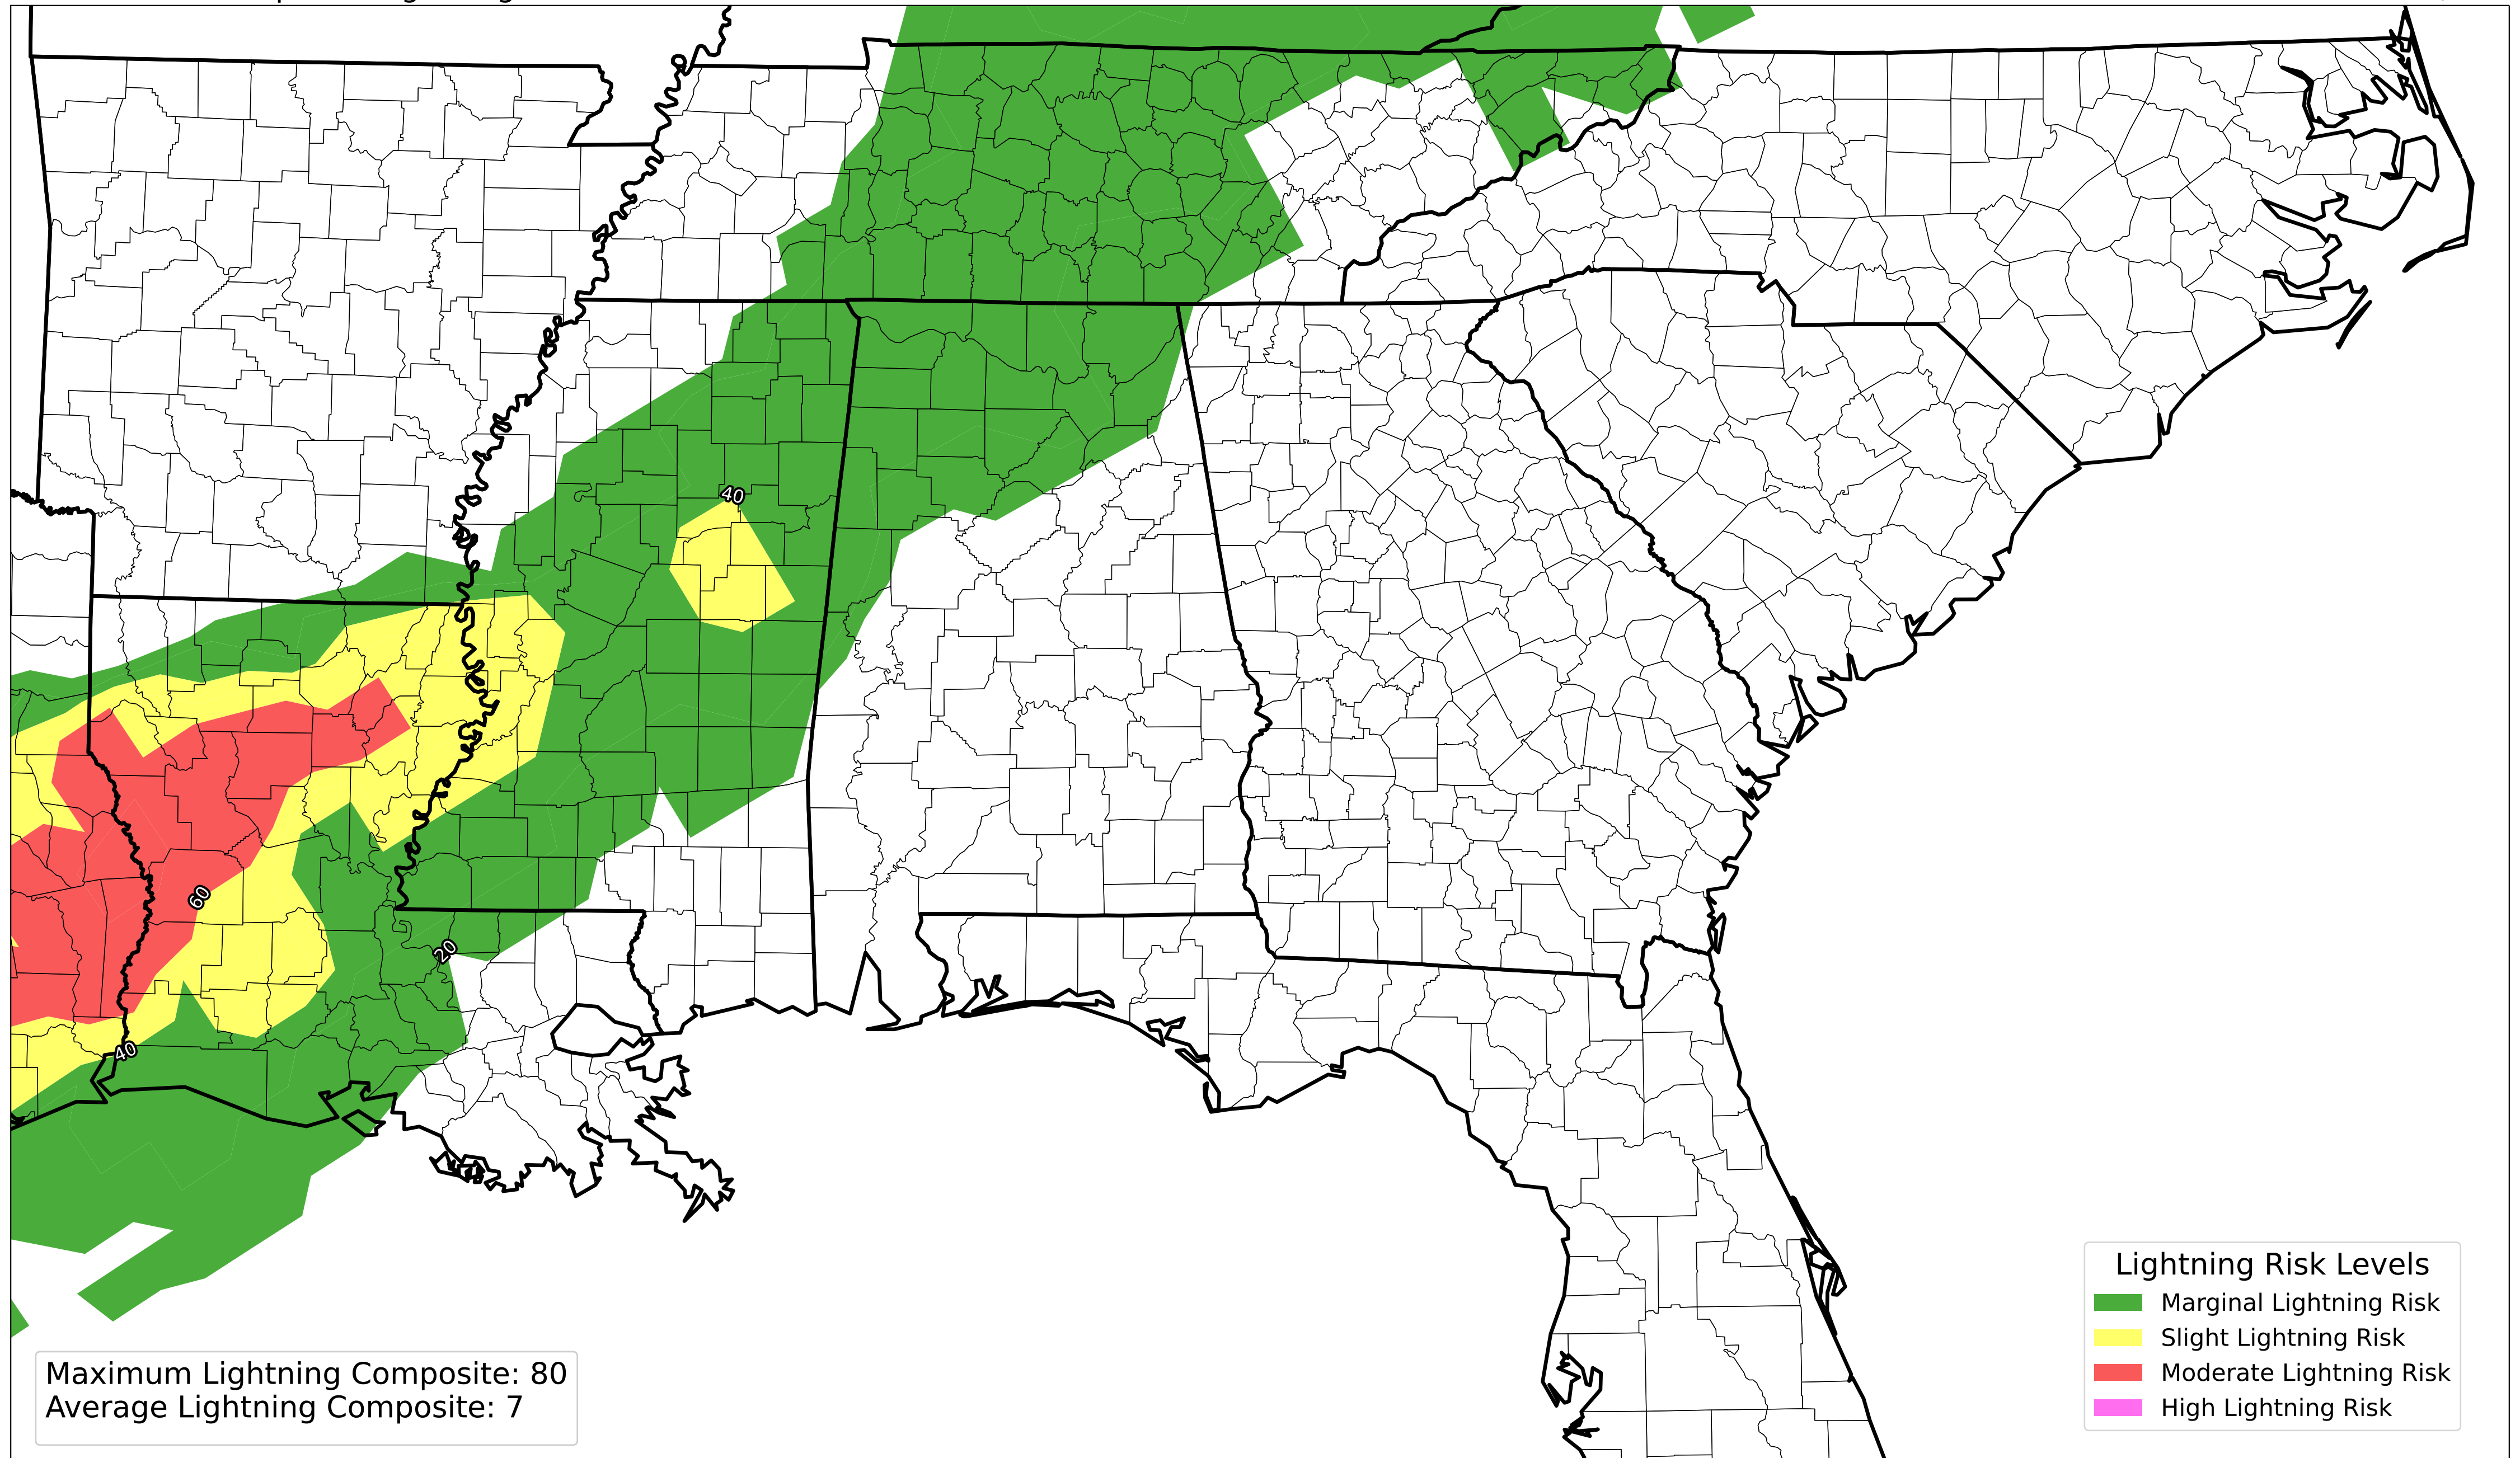 40
60
20
40
Lightning Risk Levels
Marginal Lightning Risk
Slight Lightning Risk
Moderate Lightning Risk
High Lightning Risk
Maximum Lightning Composite: 80
Average Lightning Composite: 7